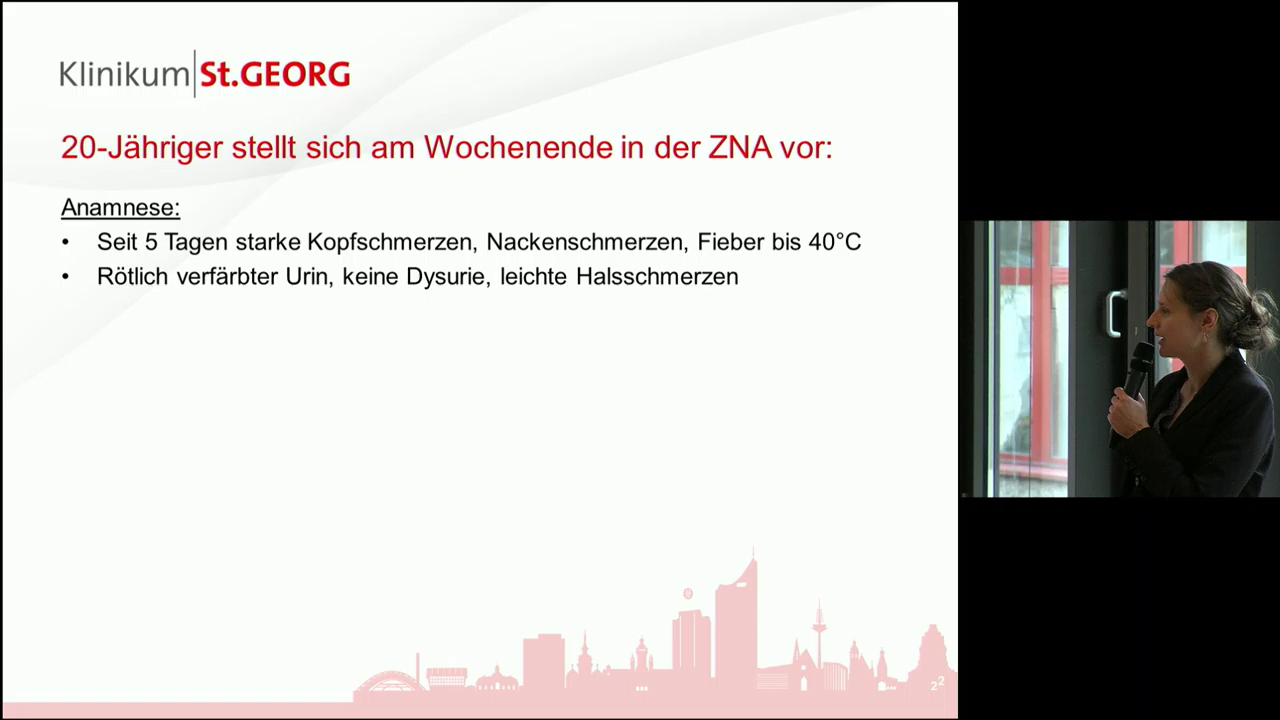 Klinikum St.GEORG
20-Jähriger stellt sich am Wochenende in der ZNA vor:
Anamnese:
• Seit 5 Tagen starke Kopfschmerzen, Nackenschmerzen, Fieber bis 40°C
• Rötlich verfärbter Urin, keine Dysurie, leichte Halsschmerzen
22